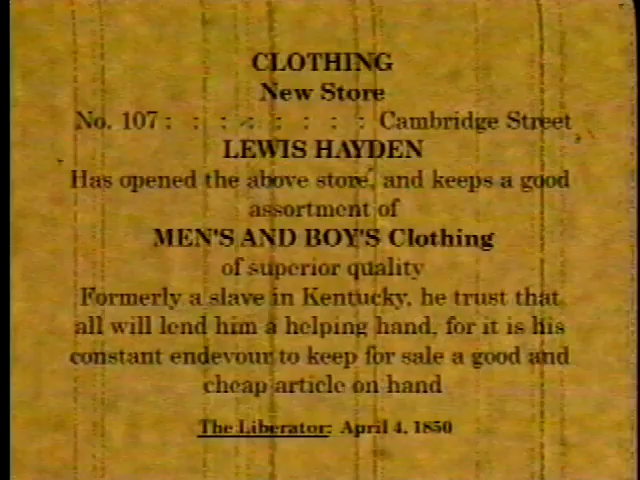 CLOTHING
New Store
No. 107 : : : : : : : : Cambridge Street
LEWIS HAYDEN
Has opened the above store, and keeps a good
assortment of
MEN'S AND BOY'S Clothing
of superior quality
Formerly a slave in Kentucky, he trust that
all will lend him a helping hand, for it is his
constant endevour to keep for sale a good and
cheap article on hand
The Liberator: April 4, 1850